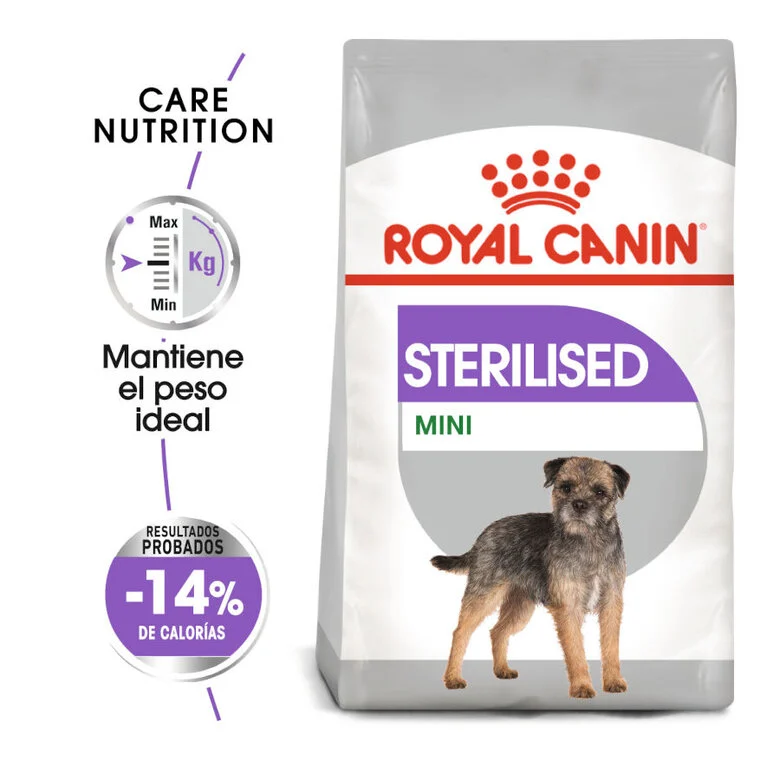 CARE
NUTRITION
Max
Kg
Min
Mantiene
el peso
ideal
RESULTADOS
PROBADOS
-14%
DE CALORÍAS
ROYAL CANIN®
STERILISED
MINI